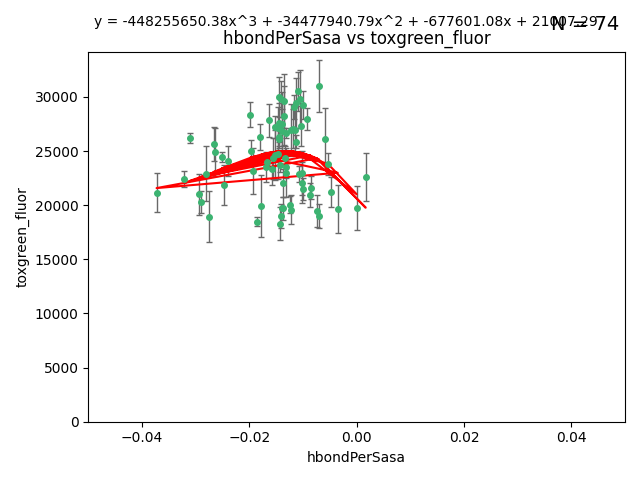 y = -448255650.38x^3 + -34477940.79x^2 + -677601.08x + 21007.29
N = 74
hbondPerSasa vs toxgreen_fluor
toxgreen_fluor
30000
25000
20000
15000
10000
5000
0
−0.04
−0.02
0.00
0.02
0.04
hbondPerSasa